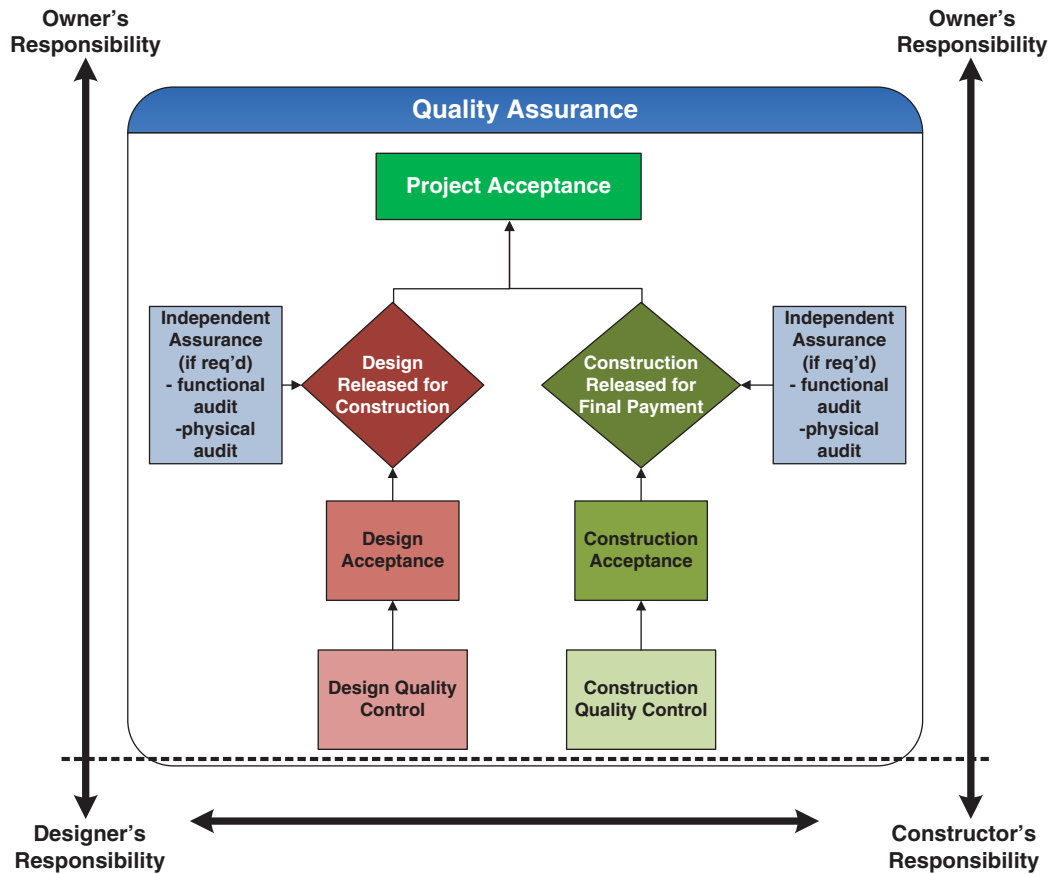 Owner's
Responsibility
Owner's
Responsibility
Quality Assurance
Project Acceptance
Independent
Assurance
(if req'd)
- functional
audit
-physical
audit
Design
Released for
Construction
Construction
Released for
Final Payment
Independent
Assurance
(if req'd)
- functional
audit
-physical
audit
Design
Acceptance
Construction
Acceptance
Design Quality
Control
Construction
Quality Control
Designer's
Responsibility
Constructor's
Responsibility